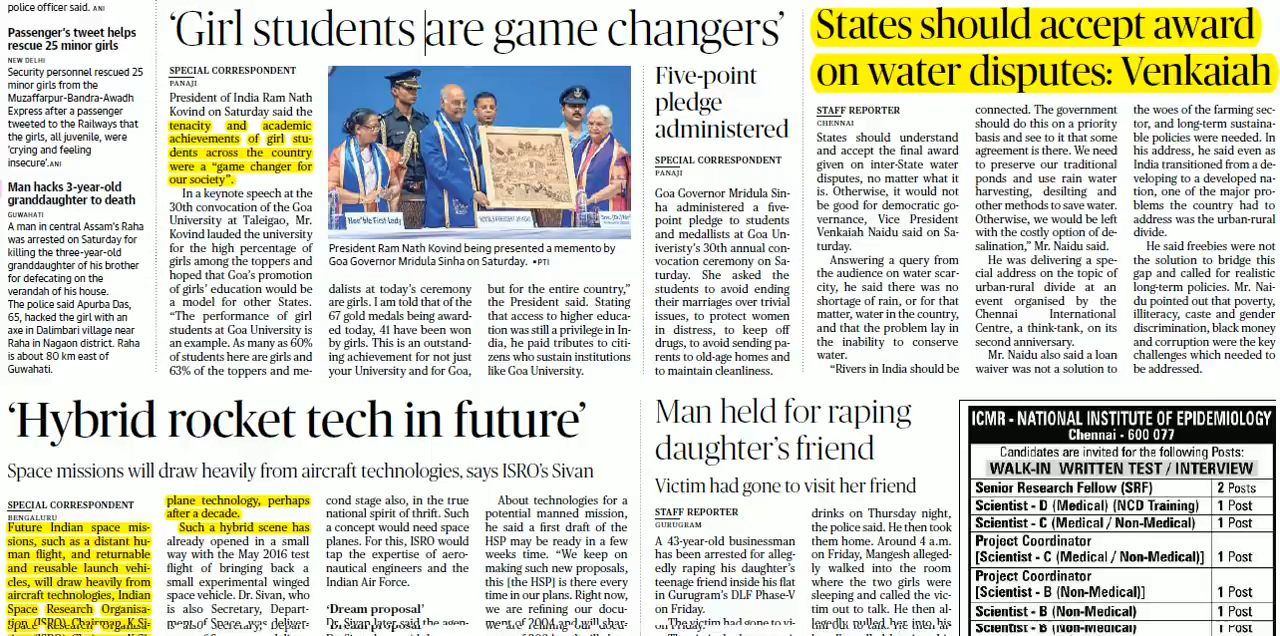 police officer said. ANI
Passenger's tweet helps
rescue 25 minor girls
NEW DELHI
Security personnel rescued 25
minor girls from the
Muzaffarpur-Bandra-Awadh
Express after a passenger
tweeted to the Railways that
the girls, all juvenile, were
'crying and feeling
insecure'.ANI
Man hacks 3-year-old
granddaughter to death
GUWAHATI
A man in central Assam's Raha
was arrested on Saturday for
killing the three-year-old
granddaughter of his brother
for defecating on the
verandah of his house.
The police said Apurba Das,
65, hacked the girl with an
axe in Dalimbari village near
Raha in Nagaon district. Raha
is about 80 km east of
Guwahati.
'Girl students are game changers'
SPECIAL CORRESPONDENT
PANAJI
President of India Ram Nath
Kovind on Saturday said the
tenacity and academic
achievements of girl stu-
dents across the country
were a "game changer for
our society".
In a keynote speech at the
30th convocation of the Goa
University at Taleigao, Mr.
Kovind lauded the university
for the high percentage of
girls among the toppers and
hoped that Goa's promotion
of girls' education would be
a model for other States.
"The performance of girl
students at Goa University is
an example. As many as 60%
of students here are girls and
63% of the toppers and me-
Hon'ble First Lady
President Ram Nath Kovind being presented a memento by
Goa Governor Mridula Sinha on Saturday. •PTI
dalists at today's ceremony
are girls. I am told that of the
67 gold medals being award-
ed today, 41 have been won
by girls. This is an outstand-
ing achievement for not just
your University and for Goa,
but for the entire country,"
the President said. Stating
that access to higher educa-
tion was still a privilege in In-
dia, he paid tributes to citi-
zens who sustain institutions
like Goa University.
Five-point
pledge
administered
SPECIAL CORRESPONDENT
PANAJI
Goa Governor Mridula Sin-
ha administered a five-
point pledge to students
and medallists at Goa Un-
iveristy's 30th annual con-
vocation ceremony on Sa-
turday. She asked the
students to avoid ending
their marriages over trivial
issues, to protect women
in distress, to keep off
drugs, to avoid sending pa-
rents to old-age homes and
to maintain cleanliness.
States should accept award
on water disputes: Venkaiah
STAFF REPORTER
CHENNAI
States should understand
and accept the final award
given on inter-State water
disputes, no matter what it
is. Otherwise, it would not
be good for democratic go-
vernance, Vice President
Venkaiah Naidu said on Sa-
turday.
Answering a query from
the audience on water scar-
city, he said there was no
shortage of rain, or for that
matter, water in the country,
and that the problem lay in
the inability to conserve
water.
"Rivers in India should be
connected. The government
should do this on a priority
basis and see to it that some
agreement is there. We need
to preserve our traditional
ponds and use rain water
harvesting, desilting and
other methods to save water.
Otherwise, we would be left
with the costly option of de-
salination," Mr. Naidu said.
He was delivering a spe-
cial address on the topic of
urban-rural divide at an
event organised by the
Chennai International
Centre, a think-tank, on its
second anniversary.
Mr. Naidu also said a loan
waiver was not a solution to
the woes of the farming sec-
tor, and long-term sustaina-
ble policies were needed. In
his address, he said even as
India transitioned from a de-
veloping to a developed na-
tion, one of the major pro-
blems the country had to
address was the urban-rural
divide.
He said freebies were not
the solution to bridge this
gap and called for realistic
long-term policies. Mr. Nai-
du pointed out that poverty,
illiteracy, caste and gender
discrimination, black money
and corruption were the key
challenges which needed to
be addressed.
'Hybrid rocket tech in future'
Space missions will draw heavily from aircraft technologies, says ISRO's Sivan
SPECIAL CORRESPONDENT
BENGALURU
Future Indian space mis-
sions, such as a distant hu-
man flight, and returnable
and reusable launch vehi-
cles, will draw heavily from
aircraft technologies, Indian
Space Research Organisa-
tion (ISRO) Chairman K.Si-
plane technology, perhaps
after a decade.
Such a hybrid scene has
already opened in a small
way with the May 2016 test
flight of bringing back a
small experimental winged
space vehicle. Dr. Sivan, who
is also Secretary, Depart-
ment of Space, was deliver-
cond stage also, in the true
national spirit of thrift. Such
a concept would need space
planes. For this, ISRO would
tap the expertise of aero-
nautical engineers and the
Indian Air Force.
'Dream proposal'
Dr. Sivan later said the agen-
About technologies for a
potential manned mission,
he said a first draft of the
HSP may be ready in a few
weeks time. "We keep on
making such new proposals,
this [the HSP] is there every
time in our plans. Right now,
we are refining our docu-
ment of 2004 and will shar-
Man held for raping
daughter's friend
Victim had gone to visit her friend
STAFF REPORTER
GURUGRAM
A 43-year-old businessman
has been arrested for alleg-
edly raping his daughter's
teenage friend inside his flat
in Gurugram's DLF Phase-V
on Friday.
The victim had gone to vi-
drinks on Thursday night,
the police said. He then took
them home. Around 4 a.m.
on Friday, Mangesh alleged-
ly walked into the room
where the two girls were
sleeping and called the vic-
tim out to talk. He then al-
legedly pulled her into his
ICMR - NATIONAL INSTITUTE OF EPIDEMIOLOGY
Chennai - 600 077
Candidates are invited for the following Posts:
WALK-IN WRITTEN TEST / INTERVIEW
Senior Research Fellow (SRF) 2 Posts
Scientist - D (Medical) (NCD Training) 1 Post
Scientist - C (Medical / Non-Medical) 1 Post
Project Coordinator
[Scientist - C (Medical / Non-Medical)] 1 Post
Project Coordinator
[Scientist - B (Non-Medical) 1 Post
Scientist - B (Non-Medical) 1 Post
Scientist - B (Non-Medical) 1 Post